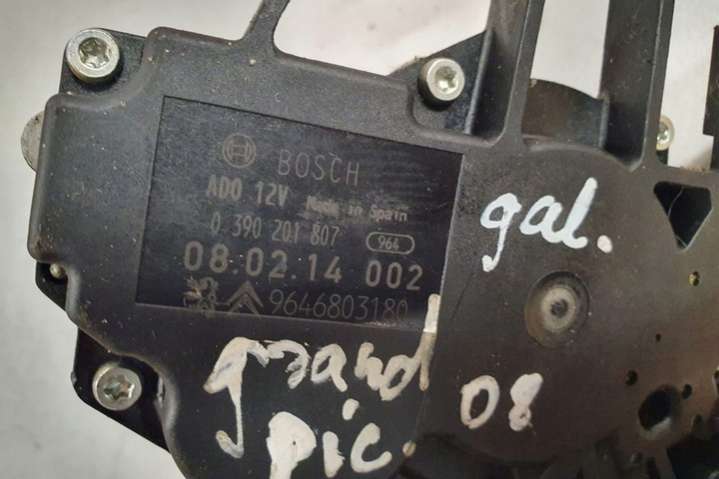 BOSCH
ADO 12V Made in Spain
0 390 201 807 964
08.02.14 002
9646803180
gal.
grand 08
pic.